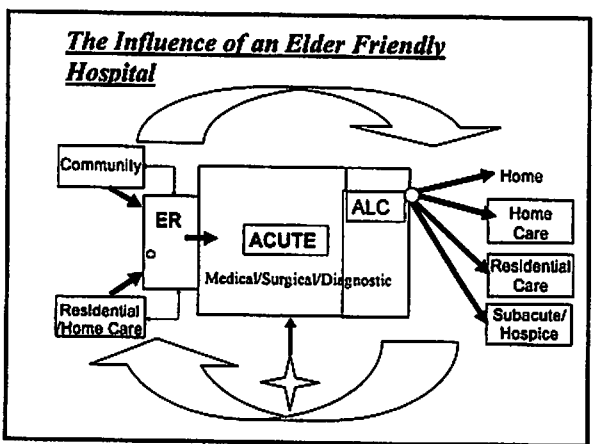 The Influence of an Elder Friendly
Hospital
Community
ER
Residential
/Home Care
ACUTE
Medical/Surgical/Diagnostic
ALC
Home
Home
Care
Residential
Care
Subacute/
Hospice